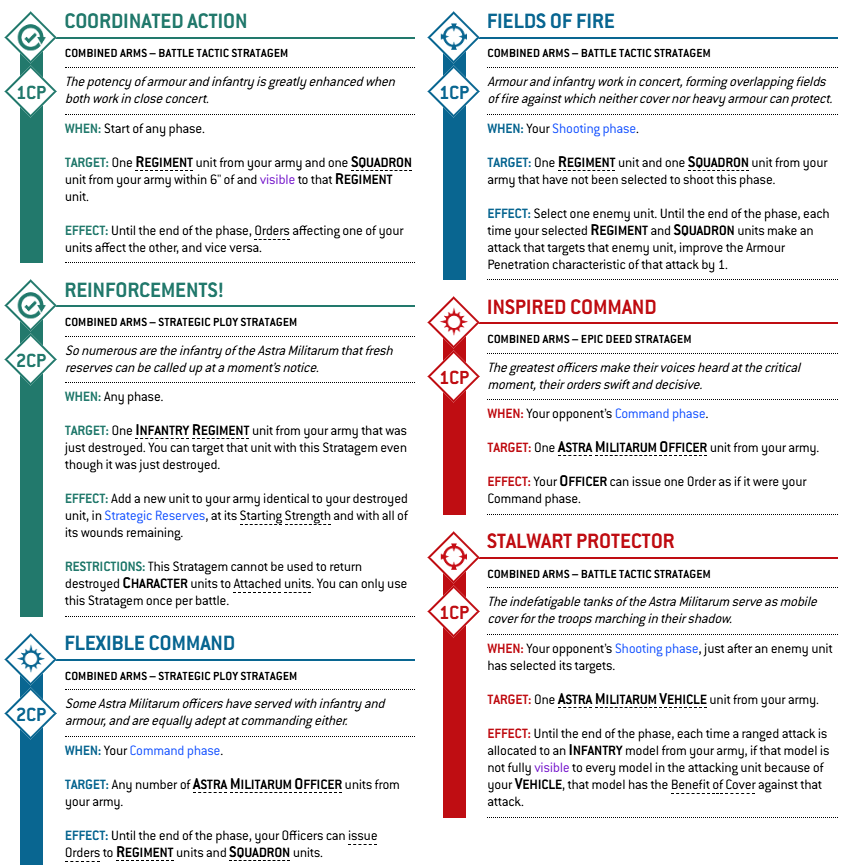 COORDINATED ACTION
COMBINED ARMS – BATTLE TACTIC STRATAGEM
1CP
The potency of armour and infantry is greatly enhanced when
both work in close concert.
WHEN: Start of any phase.
TARGET: One REGIMENT unit from your army and one SQUADRON
unit from your army within 6" of and visible to that REGIMENT
unit.
EFFECT: Until the end of the phase, Orders affecting one of your
units affect the other, and vice versa.
REINFORCEMENTS!
COMBINED ARMS – STRATEGIC PLOY STRATAGEM
2CP
So numerous are the infantry of the Astra Militarum that fresh
reserves can be called up at a moment's notice.
WHEN: Any phase.
TARGET: One INFANTRY REGIMENT unit from your army that was
just destroyed. You can target that unit with this Stratagem even
though it was just destroyed.
EFFECT: Add a new unit to your army identical to your destroyed
unit, in Strategic Reserves, at its Starting Strength and with all of
its wounds remaining.
RESTRICTIONS: This Stratagem cannot be used to return
destroyed CHARACTER units to Attached units. You can only use
this Stratagem once per battle.
FLEXIBLE COMMAND
COMBINED ARMS – STRATEGIC PLOY STRATAGEM
2CP
Some Astra Militarum officers have served with infantry and
armour, and are equally adept at commanding either.
WHEN: Your Command phase.
TARGET: Any number of ASTRA MILITARUM OFFICER units from
your army.
EFFECT: Until the end of the phase, your Officers can issue
Orders to REGIMENT units and SQUADRON units.
FIELDS OF FIRE
COMBINED ARMS – BATTLE TACTIC STRATAGEM
1CP
Armour and infantry work in concert, forming overlapping fields
of fire against which neither cover nor heavy armour can protect.
WHEN: Your Shooting phase.
TARGET: One REGIMENT unit and one SQUADRON unit from your
army that have not been selected to shoot this phase.
EFFECT: Select one enemy unit. Until the end of the phase, each
time your selected REGIMENT and SQUADRON units make an
attack that targets that enemy unit, improve the Armour
Penetration characteristic of that attack by 1.
INSPIRED COMMAND
COMBINED ARMS – EPIC DEED STRATAGEM
1CP
The greatest officers make their voices heard at the critical
moment, their orders swift and decisive.
WHEN: Your opponent's Command phase.
TARGET: One ASTRA MILITARUM OFFICER unit from your army.
EFFECT: Your OFFICER can issue one Order as if it were your
Command phase.
STALWART PROTECTOR
COMBINED ARMS – BATTLE TACTIC STRATAGEM
1CP
The indefatigable tanks of the Astra Militarum serve as mobile
cover for the troops marching in their shadow.
WHEN: Your opponent's Shooting phase, just after an enemy unit
has selected its targets.
TARGET: One ASTRA MILITARUM VEHICLE unit from your army.
EFFECT: Until the end of the phase, each time a ranged attack is
allocated to an INFANTRY model from your army, if that model is
not fully visible to every model in the attacking unit because of
your VEHICLE, that model has the Benefit of Cover against that
attack.